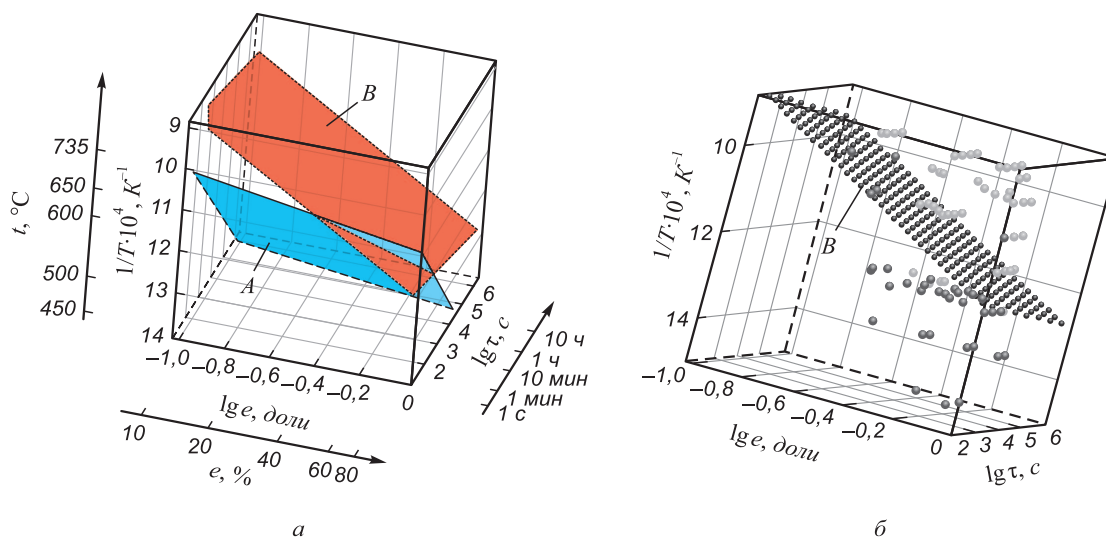 t, °C
735
650
600
500
450
1/T·10⁴, К⁻¹
9
10
11
12
13
14
–1,0
–0,8
–0,6
–0,4
–0,2
0
lg e, доли
10
20
40
60
80
e, %
2
3
4
5
6
lg τ, с
1 с
1 мин
10 мин
1 ч
10 ч
A
B
а
1/T·10⁴, К⁻¹
10
12
14
–1,0
–0,8
–0,6
–0,4
–0,2
0
lg e, доли
2
3
4
5
6
lg τ, с
B
б